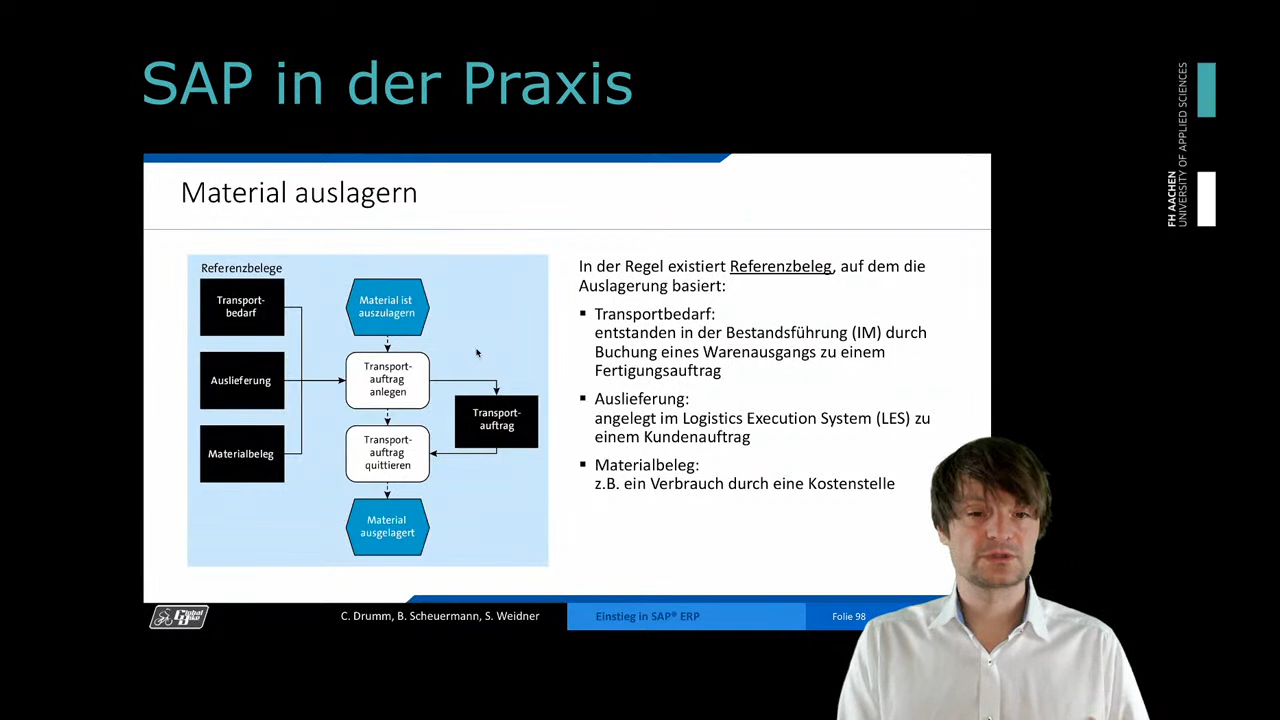 SAP in der Praxis
FH AACHEN
UNIVERSITY OF APPLIED SCIENCES
Material auslagern
Referenzbelege
Transport-
bedarf
Auslieferung
Materialbeleg
Material ist
auszulagern
Transport-
auftrag
anlegen
Transport-
auftrag
Transport-
auftrag
quittieren
Material
ausgelagert
In der Regel existiert Referenzbeleg, auf dem die
Auslagerung basiert:
▪ Transportbedarf:
entstanden in der Bestandsführung (IM) durch
Buchung eines Warenausgangs zu einem
Fertigungsauftrag
▪ Auslieferung:
angelegt im Logistics Execution System (LES) zu
einem Kundenauftrag
▪ Materialbeleg:
z.B. ein Verbrauch durch eine Kostenstelle
Global
Bike
C. Drumm, B. Scheuermann, S. Weidner
Einstieg in SAP® ERP
Folie 98